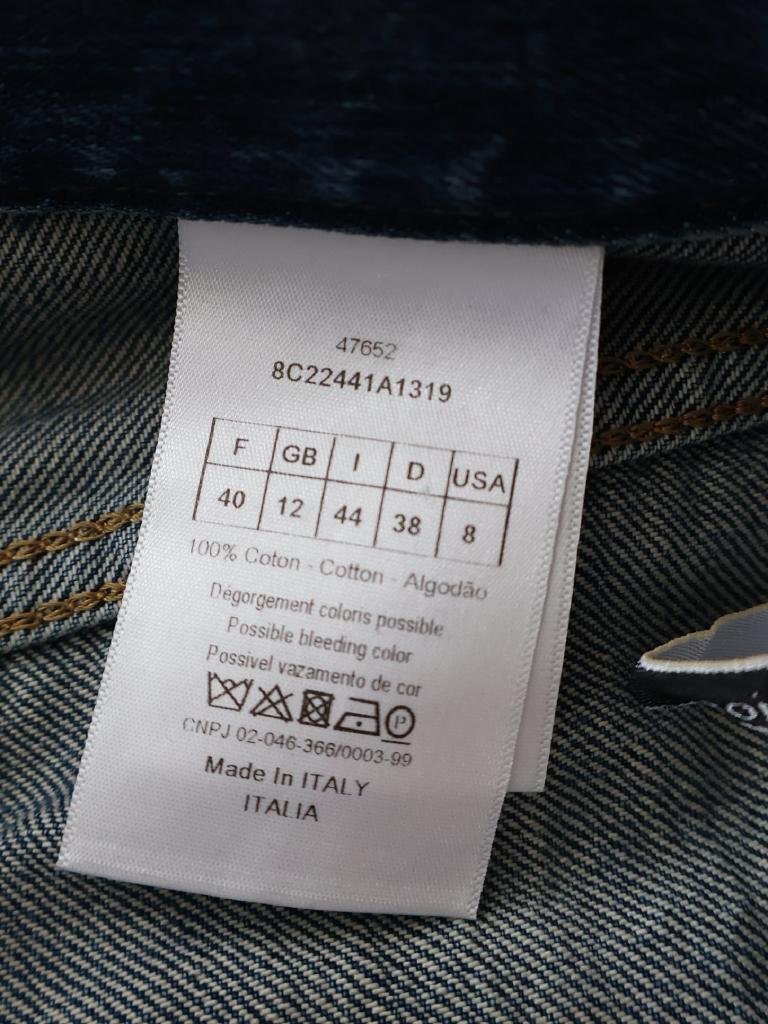 47652
8C22441A1319
F GB I D USA
40 12 44 38 8
100% Coton - Cotton - Algodão
Dégorgement coloris possible
Possible bleeding color
Possivel vazamento de cor
P
CNPJ 02-046-366/0003-99
Made In ITALY
ITALIA